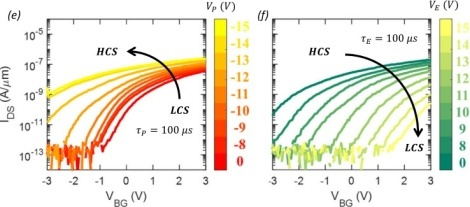 (e)
V_P (V)
10^-5
10^-7
10^-9
10^-11
10^-13
I_DS (A/μm)
HCS
LCS
τ_P = 100 μs
-3 -2 -1 0 1 2 3
V_BG (V)
-15
-13
-12
-11
-10
-9
-8
0
(f)
V_E (V)
HCS
τ_E = 100 μs
LCS
-3 -2 -1 0 1 2 3
V_BG (V)
15
13
12
11
10
9
8
0